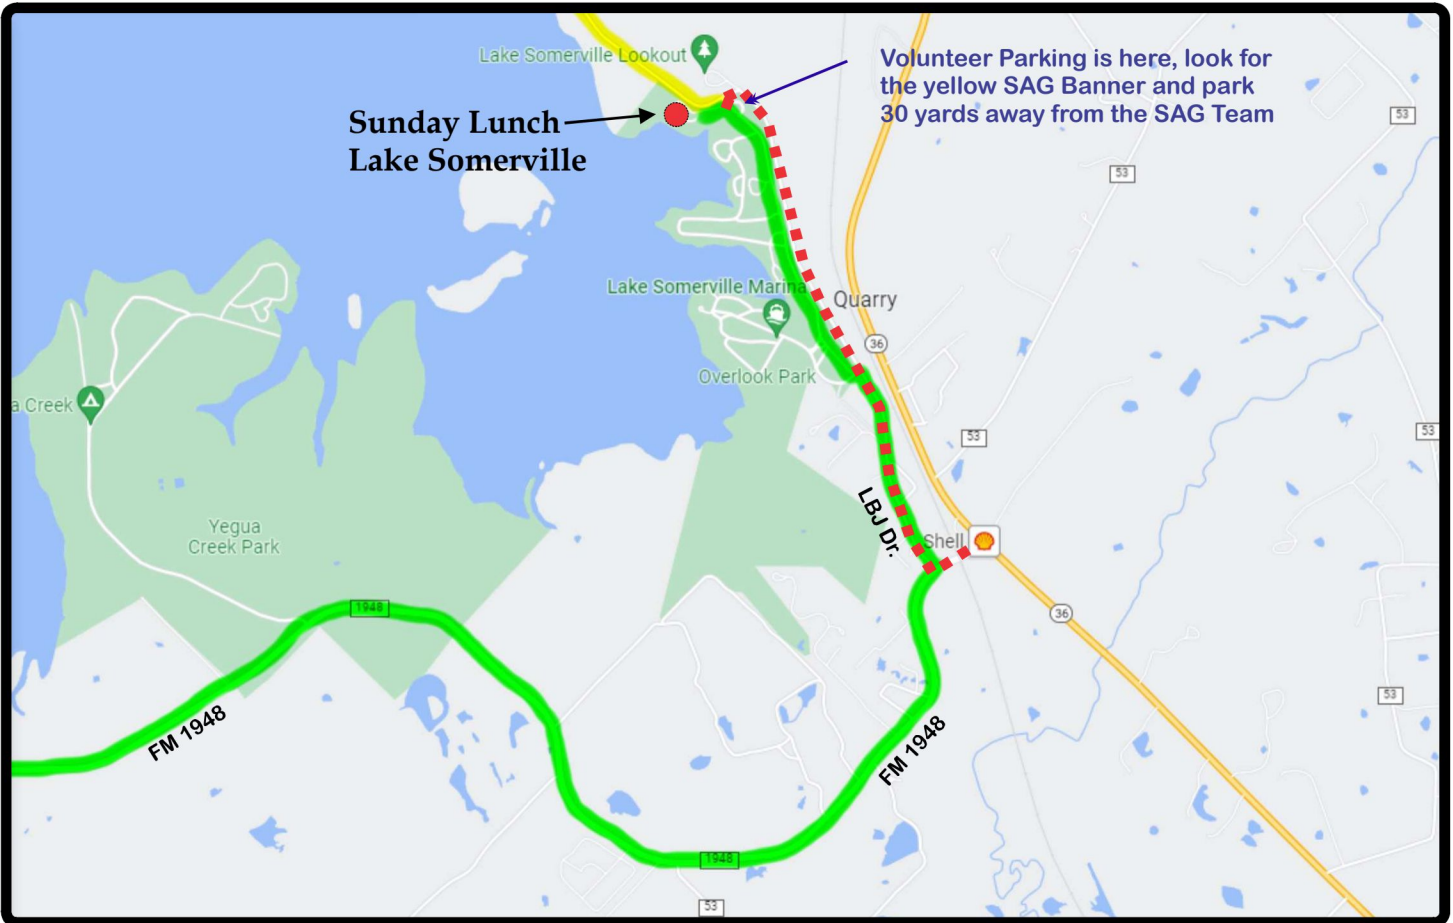 Lake Somerville Lookout
Volunteer Parking is here, look for
the yellow SAG Banner and park
30 yards away from the SAG Team
Sunday Lunch
Lake Somerville
53
53
Lake Somerville Marina
Quarry
36
Overlook Park
a Creek
53
53
LBJ Dr.
Shell
Yegua
Creek Park
1948
36
53
FM 1948
FM 1948
1948
53